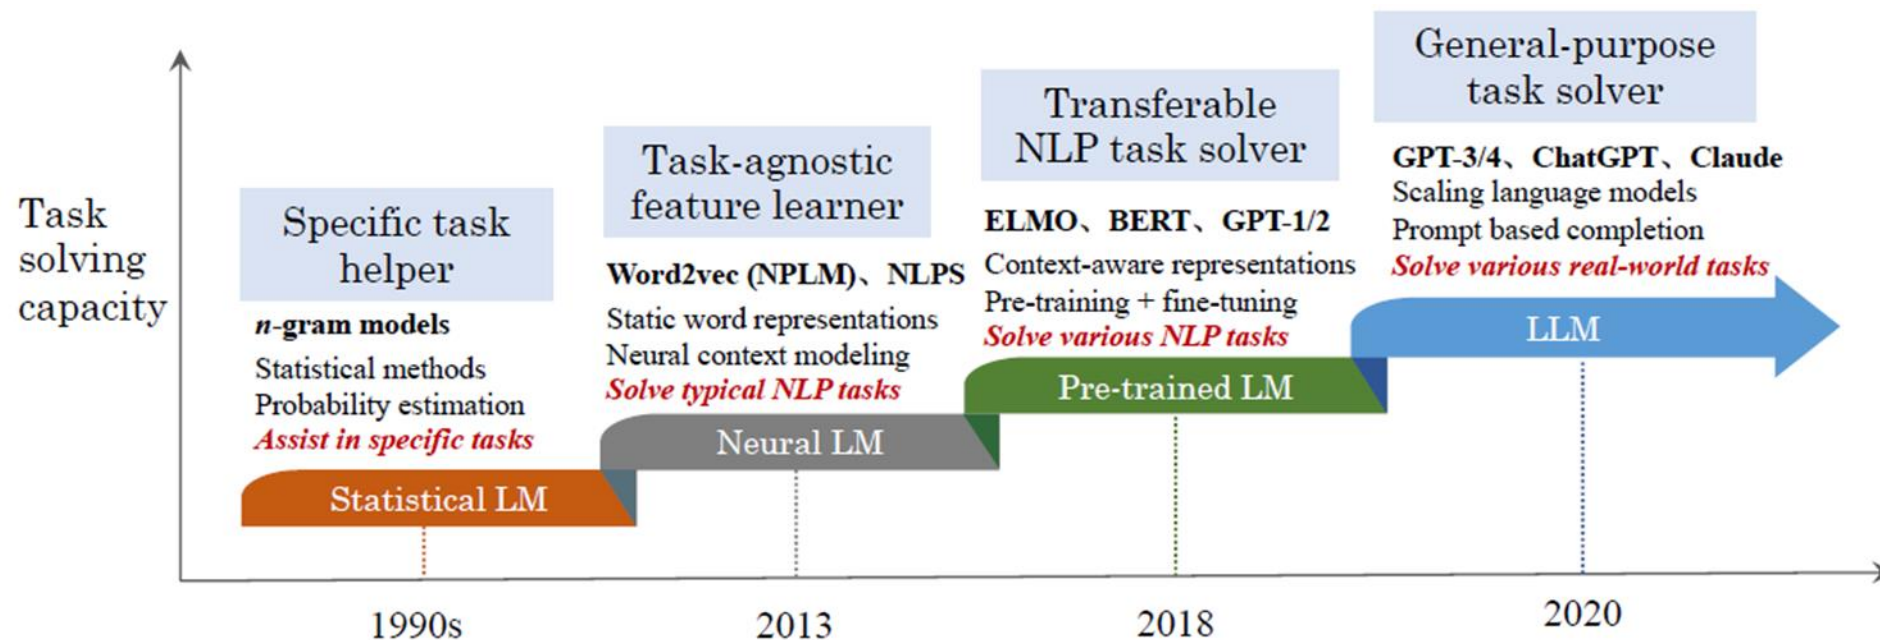 Task
solving
capacity
Specific task
helper
n-gram models
Statistical methods
Probability estimation
Assist in specific tasks
Statistical LM
1990s
Task-agnostic
feature learner
Word2vec (NPLM)、NLPS
Static word representations
Neural context modeling
Solve typical NLP tasks
Neural LM
2013
Transferable
NLP task solver
ELMO、BERT、GPT-1/2
Context-aware representations
Pre-training + fine-tuning
Solve various NLP tasks
Pre-trained LM
2018
General-purpose
task solver
GPT-3/4、ChatGPT、Claude
Scaling language models
Prompt based completion
Solve various real-world tasks
LLM
2020